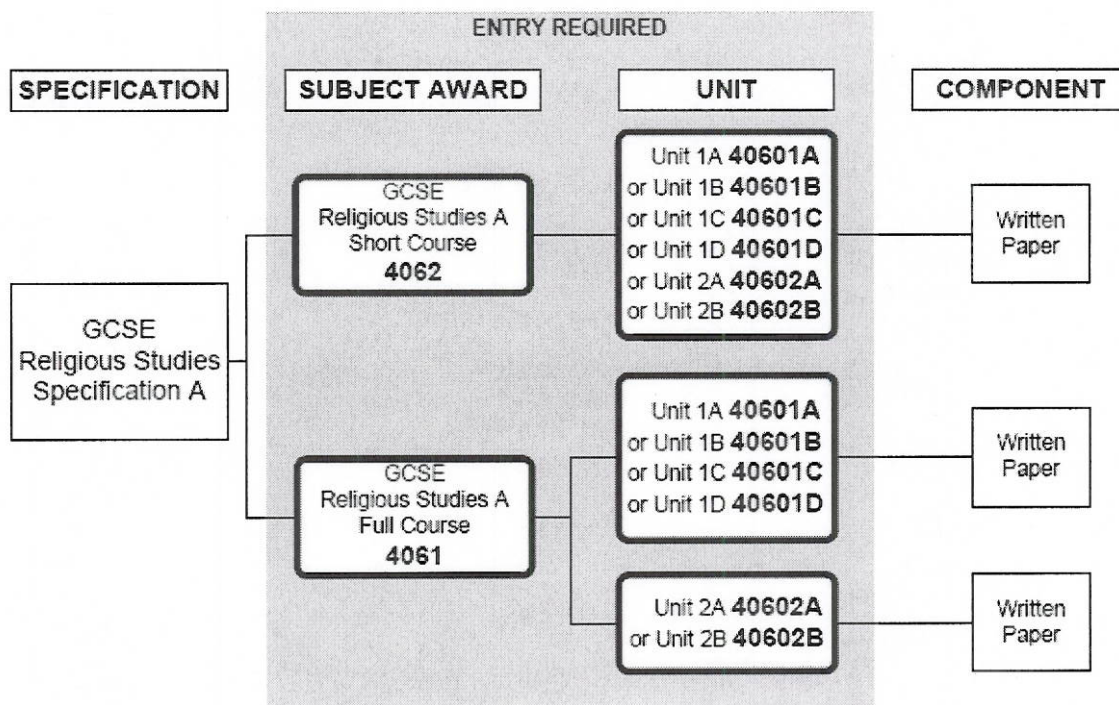 ENTRY REQUIRED
SPECIFICATION
SUBJECT AWARD
UNIT
COMPONENT
GCSE
Religious Studies
Specification A
GCSE
Religious Studies A
Short Course
4062
Unit 1A 40601A
or Unit 1B 40601B
or Unit 1C 40601C
or Unit 1D 40601D
or Unit 2A 40602A
or Unit 2B 40602B
Written
Paper
GCSE
Religious Studies A
Full Course
4061
Unit 1A 40601A
or Unit 1B 40601B
or Unit 1C 40601C
or Unit 1D 40601D
Written
Paper
Unit 2A 40602A
or Unit 2B 40602B
Written
Paper